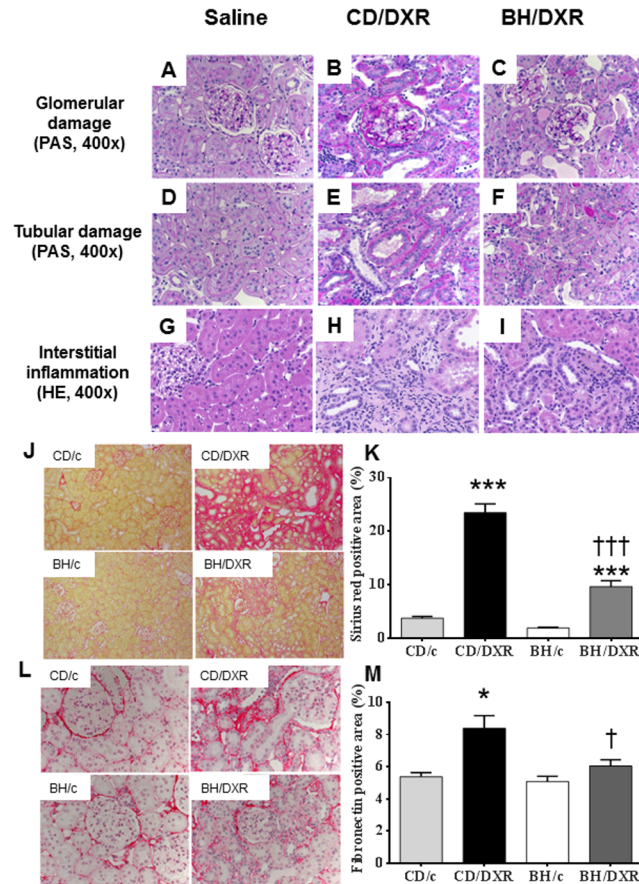 Saline CD/DXR BH/DXR
A B C
Glomerular
damage
(PAS, 400x)
D E F
Tubular damage
(PAS, 400x)
G H I
Interstitial
inflammation
(HE, 400x)
J CD/c CD/DXR
BH/c BH/DXR
K
Sirius red positive area (%)
30
20
10
0
***
†††
***
CD/c CD/DXR BH/c BH/DXR
L CD/c CD/DXR
BH/c BH/DXR
M
Fibronectin positive area (%)
10
8
6
4
2
0
*
†
CD/c CD/DXR BH/c BH/DXR